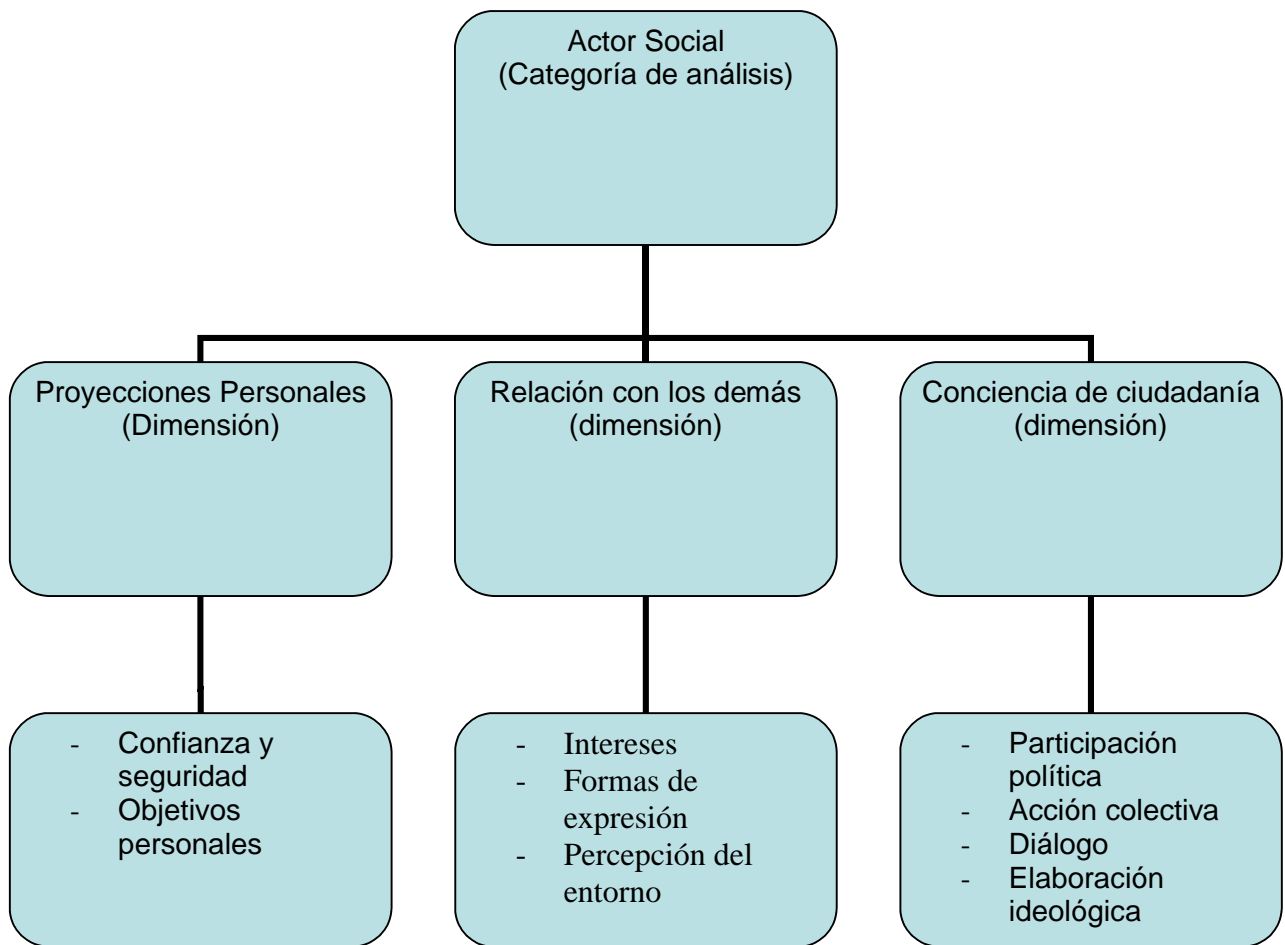 Actor Social
(Categoría de análisis)
Proyecciones Personales
(Dimensión)
Relación con los demás
(dimensión)
Conciencia de ciudadanía
(dimensión)
- Confianza y
seguridad
- Objetivos
personales
- Intereses
- Formas de
expresión
- Percepción del
entorno
- Participación
política
- Acción colectiva
- Diálogo
- Elaboración
ideológica